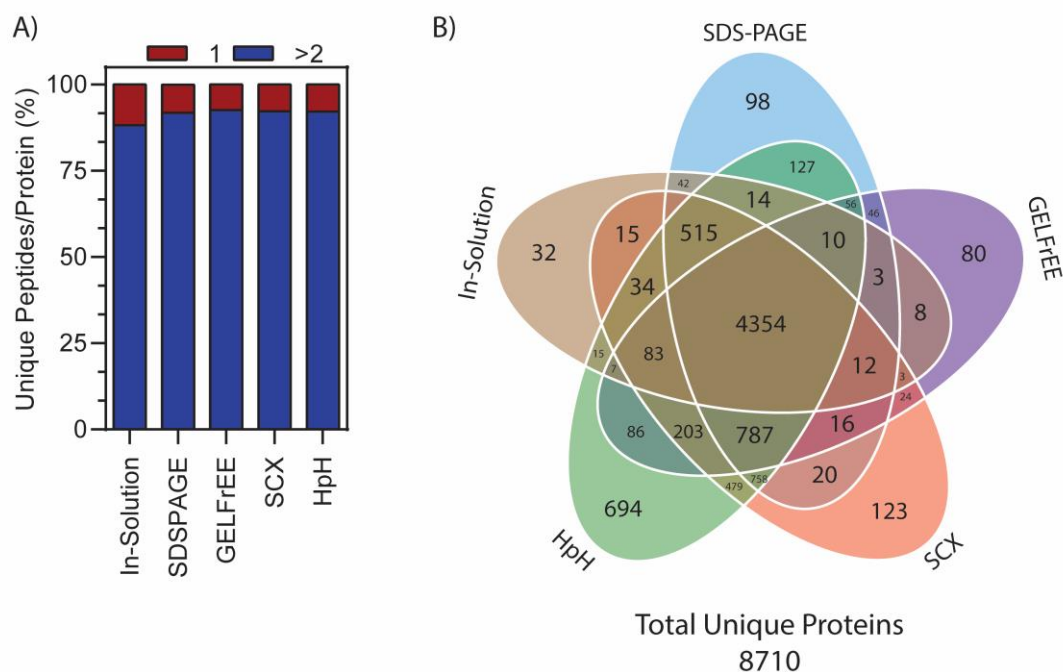 A)
1 >2
Unique Peptides/Protein (%)
100
75
50
25
0
In-Solution
SDSPAGE
GELFrEE
SCX
HpH
B)
SDS-PAGE
98
127
42
14
56
46
GELFrEE
In-Solution
32
15
515
10
80
34
3
8
4354
15
7
83
12
3
24
86
203
787
16
479
758
20
694
123
HpH
SCX
Total Unique Proteins
8710